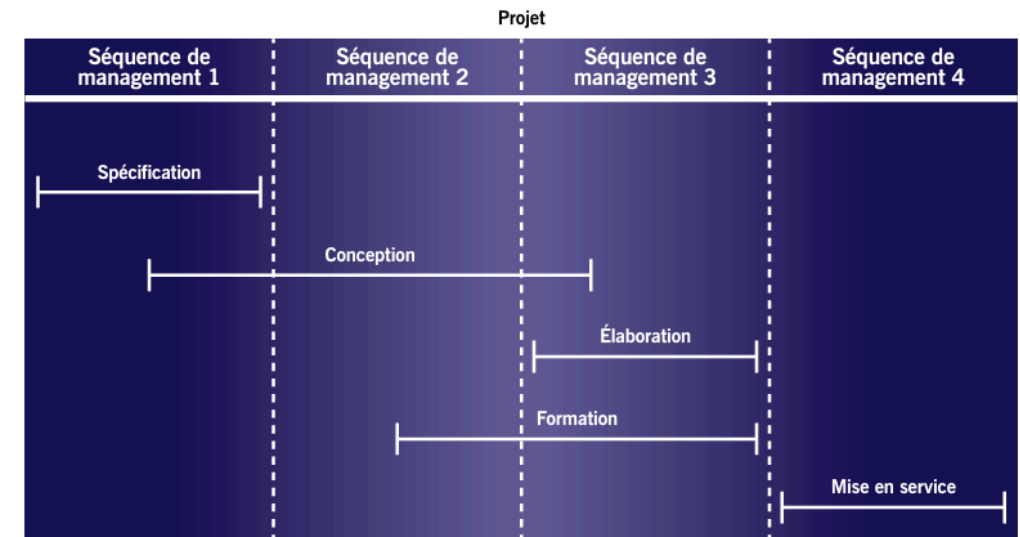 Projet
Séquence de
management 1
Séquence de
management 2
Séquence de
management 3
Séquence de
management 4
Spécification
Conception
Élaboration
Formation
Mise en service